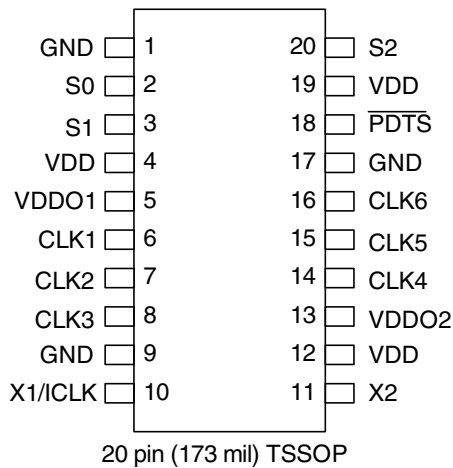 GND 1 20 S2
S0 2 19 VDD
S1 3 18 PDTS
VDD 4 17 GND
VDDO1 5 16 CLK6
CLK1 6 15 CLK5
CLK2 7 14 CLK4
CLK3 8 13 VDDO2
GND 9 12 VDD
X1/ICLK 10 11 X2
20 pin (173 mil) TSSOP